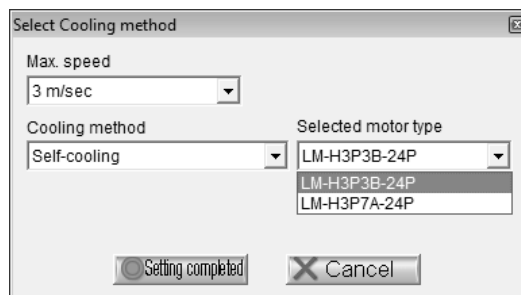 Select Cooling method
Max. speed
3 m/sec
Cooling method
Selected motor type
Self-cooling
LM-H3P3B-24P
LM-H3P3B-24P
LM-H3P7A-24P
Setting completed
Cancel